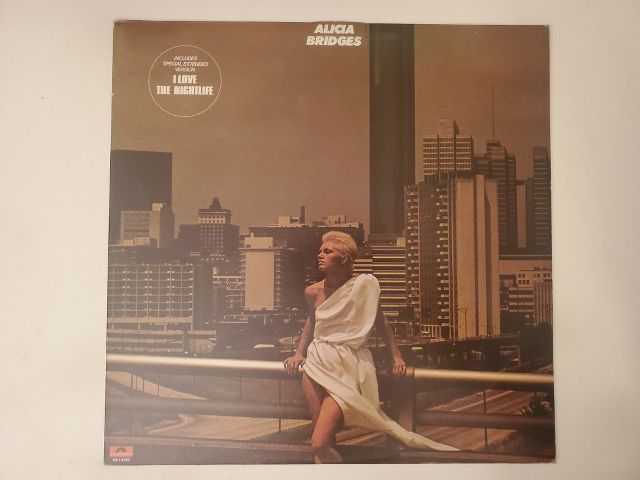 ALICIA
BRIDGES
INCLUDES
SPECIAL EXTENDED
VERSION
I LOVE
THE NIGHTLIFE